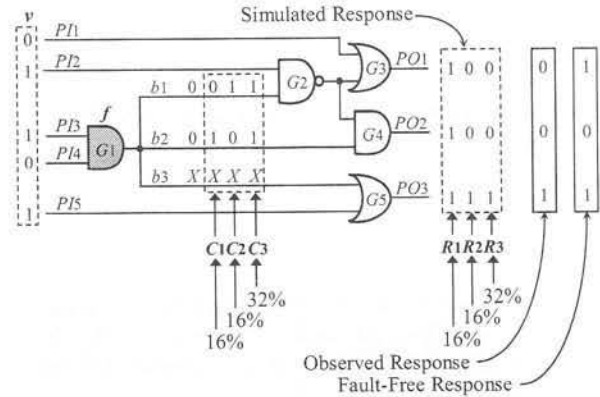 Simulated Response
v
0 PI1
1 PI2
1 PI3
0 PI4
1 PI5
f
G1
b1 0 0 1 1
b2 0 1 0 1
b3 X X X X
G2
G3
G4
G5
PO1
PO2
PO3
1 0 0
1 0 0
1 1 1
0 1
0 0
1 1
C1 C2 C3
32%
16%
16%
R1 R2 R3
32%
16%
16%
Observed Response
Fault-Free Response